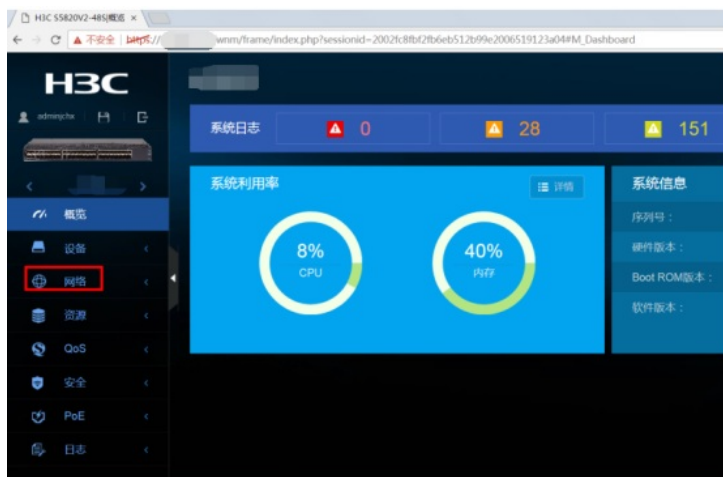 H3C S5820V2-48S|概览 ×
不安全 | https:// wnm/frame/index.php?sessionid=2002fc8fbf2fb6eb512b99e2006519123a04#M_Dashboard
H3C
adminjchx
系统日志 0 28 151
系统利用率 详情 系统信息
概览
序列号：
设备
8% 40%
硬件版本：
CPU 内存
网络
Boot ROM版本：
资源
软件版本：
QoS
安全
PoE
日志